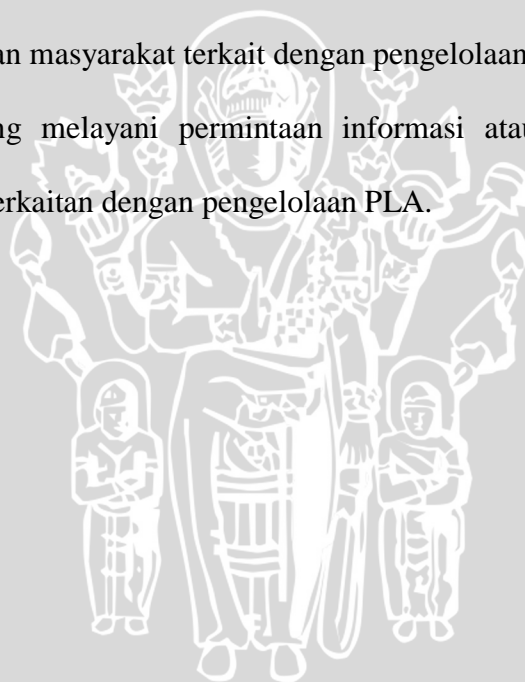 an masyarakat terkait dengan pengelolaan
ng melayani permintaan informasi atau
erkaitan dengan pengelolaan PLA.